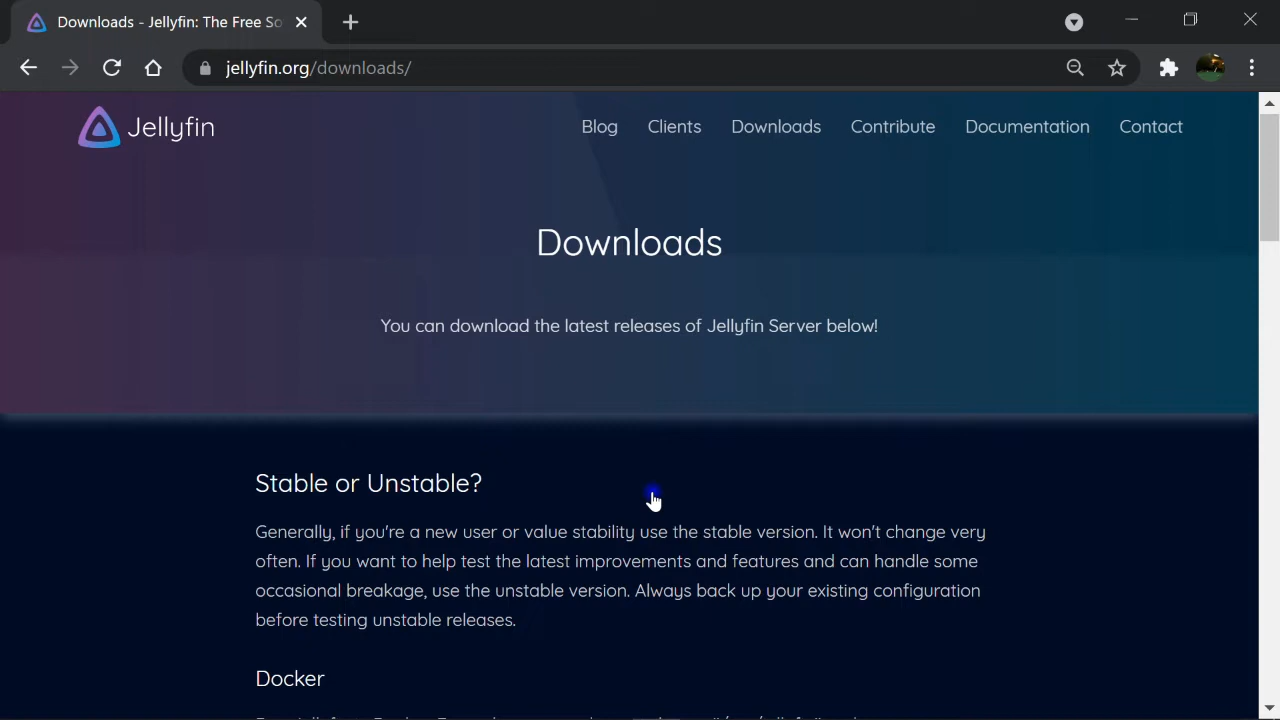 Downloads - Jellyfin: The Free So
jellyfin.org/downloads/
Jellyfin
Blog Clients Downloads Contribute Documentation Contact
Downloads
You can download the latest releases of Jellyfin Server below!
Stable or Unstable?
Generally, if you're a new user or value stability use the stable version. It won't change very
often. If you want to help test the latest improvements and features and can handle some
occasional breakage, use the unstable version. Always back up your existing configuration
before testing unstable releases.
Docker